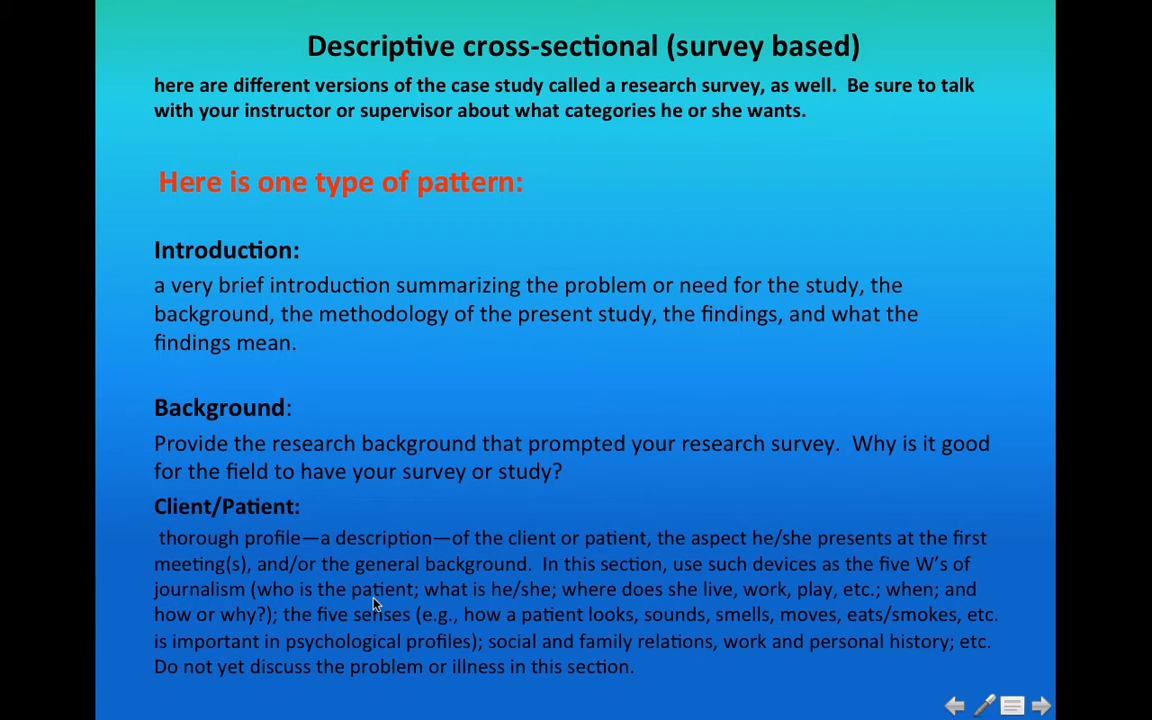 Descriptive cross-sectional (survey based)
here are different versions of the case study called a research survey, as well.  Be sure to talk
with your instructor or supervisor about what categories he or she wants.
Here is one type of pattern:
Introduction:
a very brief introduction summarizing the problem or need for the study, the
background, the methodology of the present study, the findings, and what the
findings mean.
Background:
Provide the research background that prompted your research survey.  Why is it good
for the field to have your survey or study?
Client/Patient:
thorough profile—a description—of the client or patient, the aspect he/she presents at the first
meeting(s), and/or the general background.  In this section, use such devices as the five W's of
journalism (who is the patient; what is he/she; where does she live, work, play, etc.; when; and
how or why?); the five senses (e.g., how a patient looks, sounds, smells, moves, eats/smokes, etc.
is important in psychological profiles); social and family relations, work and personal history; etc.
Do not yet discuss the problem or illness in this section.